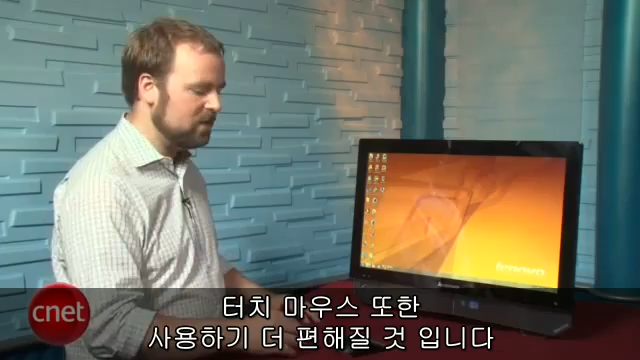 lenovo
cnet
터치 마우스 또한
사용하기 더 편해질 것 입니다